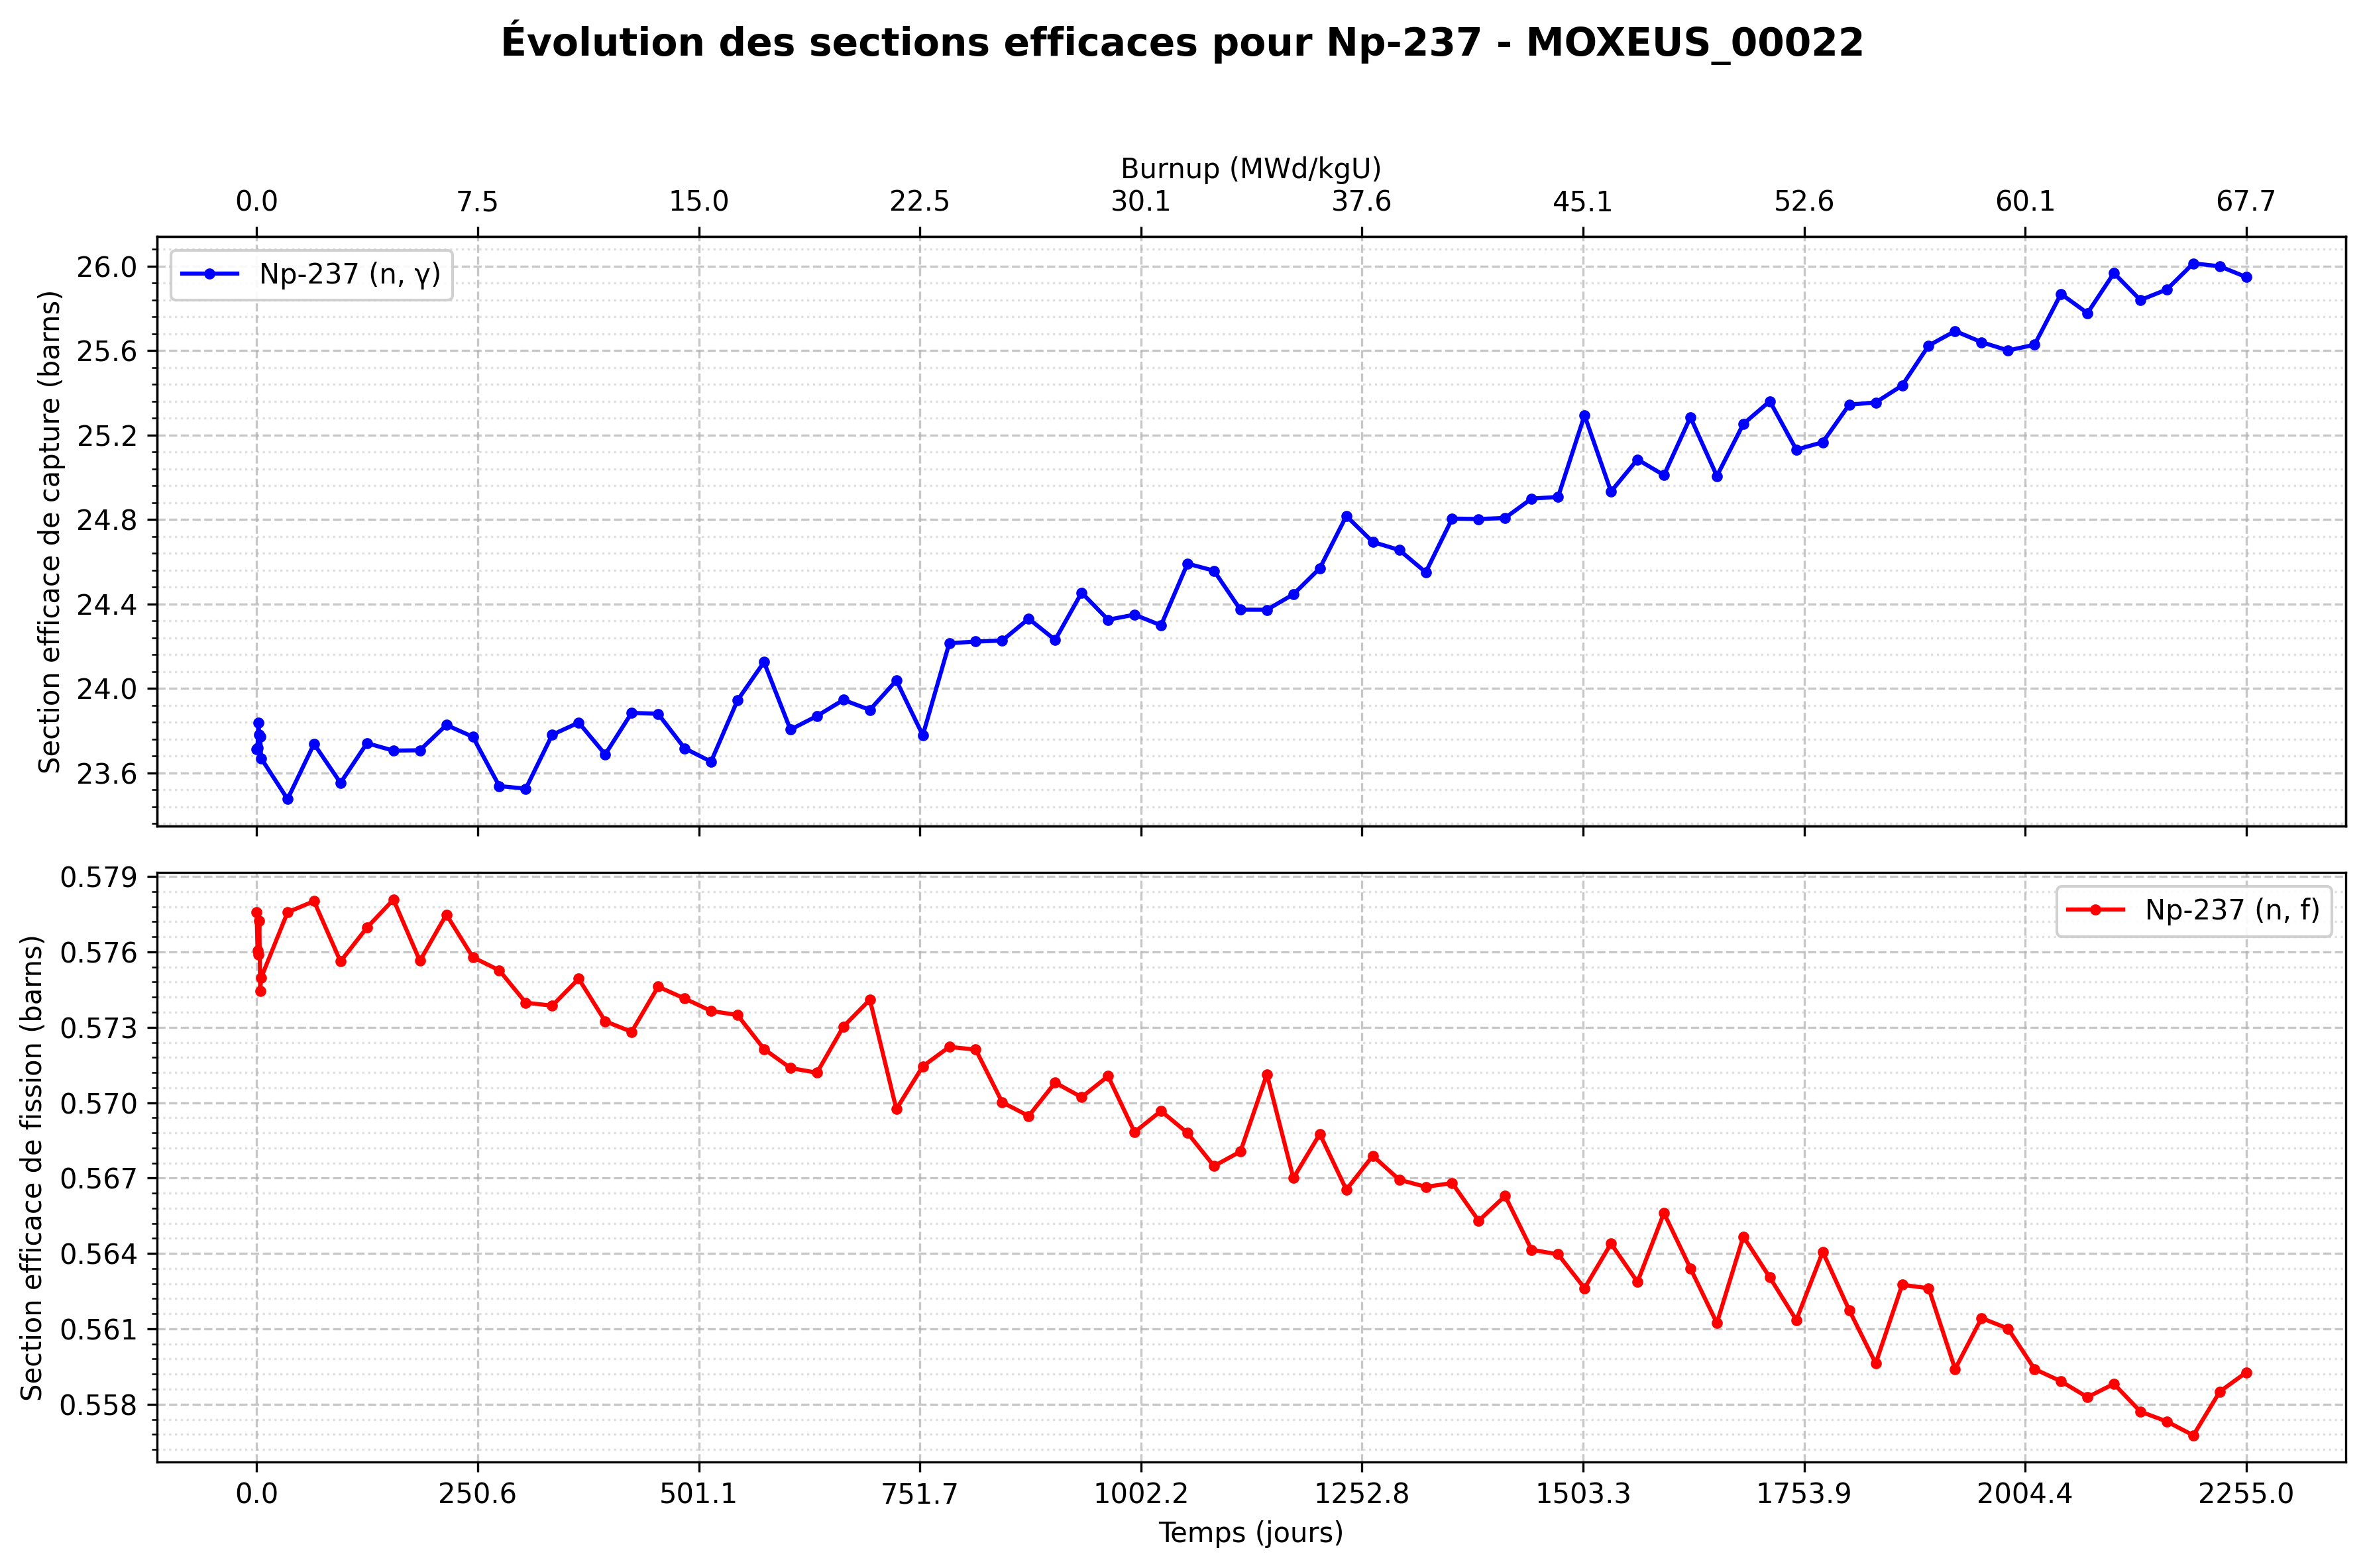 Évolution des sections efficaces pour Np-237 - MOXEUS_00022
Burnup (MWd/kgU)
0.0 7.5 15.0 22.5 30.1 37.6 45.1 52.6 60.1 67.7
Np-237 (n, γ)
Section efficace de capture (barns)
26.0
25.6
25.2
24.8
24.4
24.0
23.6
Np-237 (n, f)
Section efficace de fission (barns)
0.579
0.576
0.573
0.570
0.567
0.564
0.561
0.558
0.0 250.6 501.1 751.7 1002.2 1252.8 1503.3 1753.9 2004.4 2255.0
Temps (jours)